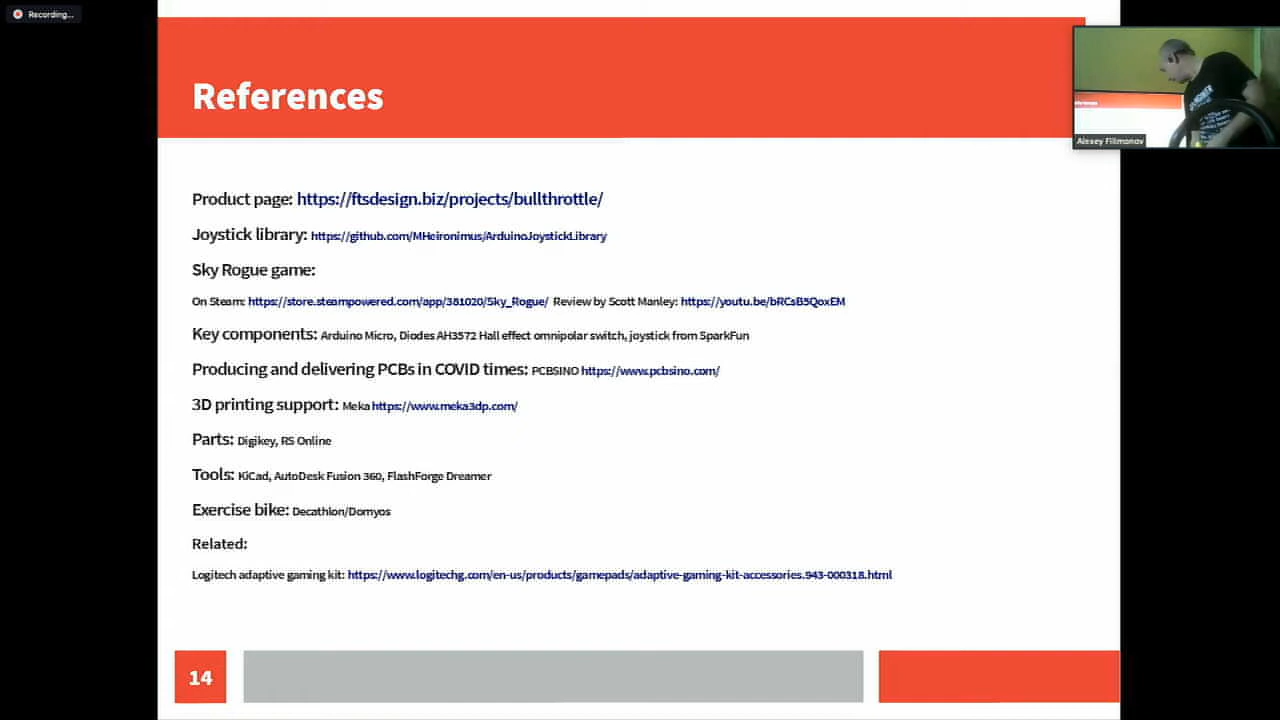 Recording...
References
Product page: https://ftsdesign.biz/projects/bullthrottle/
Joystick library: https://github.com/MHeironimus/ArduinoJoystickLibrary
Sky Rogue game:
On Steam: https://store.steampowered.com/app/381020/Sky_Rogue/ Review by Scott Manley: https://youtu.be/bRCsB5QoxEM
Key components: Arduino Micro, Diodes AH3572 Hall effect omnipolar switch, joystick from SparkFun
Producing and delivering PCBs in COVID times: PCBSINO https://www.pcbsino.com/
3D printing support: Meka https://www.meka3dp.com/
Parts: Digikey, RS Online
Tools: KiCad, AutoDesk Fusion 360, FlashForge Dreamer
Exercise bike: Decathlon/Domyos
Related:
Logitech adaptive gaming kit: https://www.logitechg.com/en-us/products/gamepads/adaptive-gaming-kit-accessories.943-000318.html
14
Alexey Filimonov